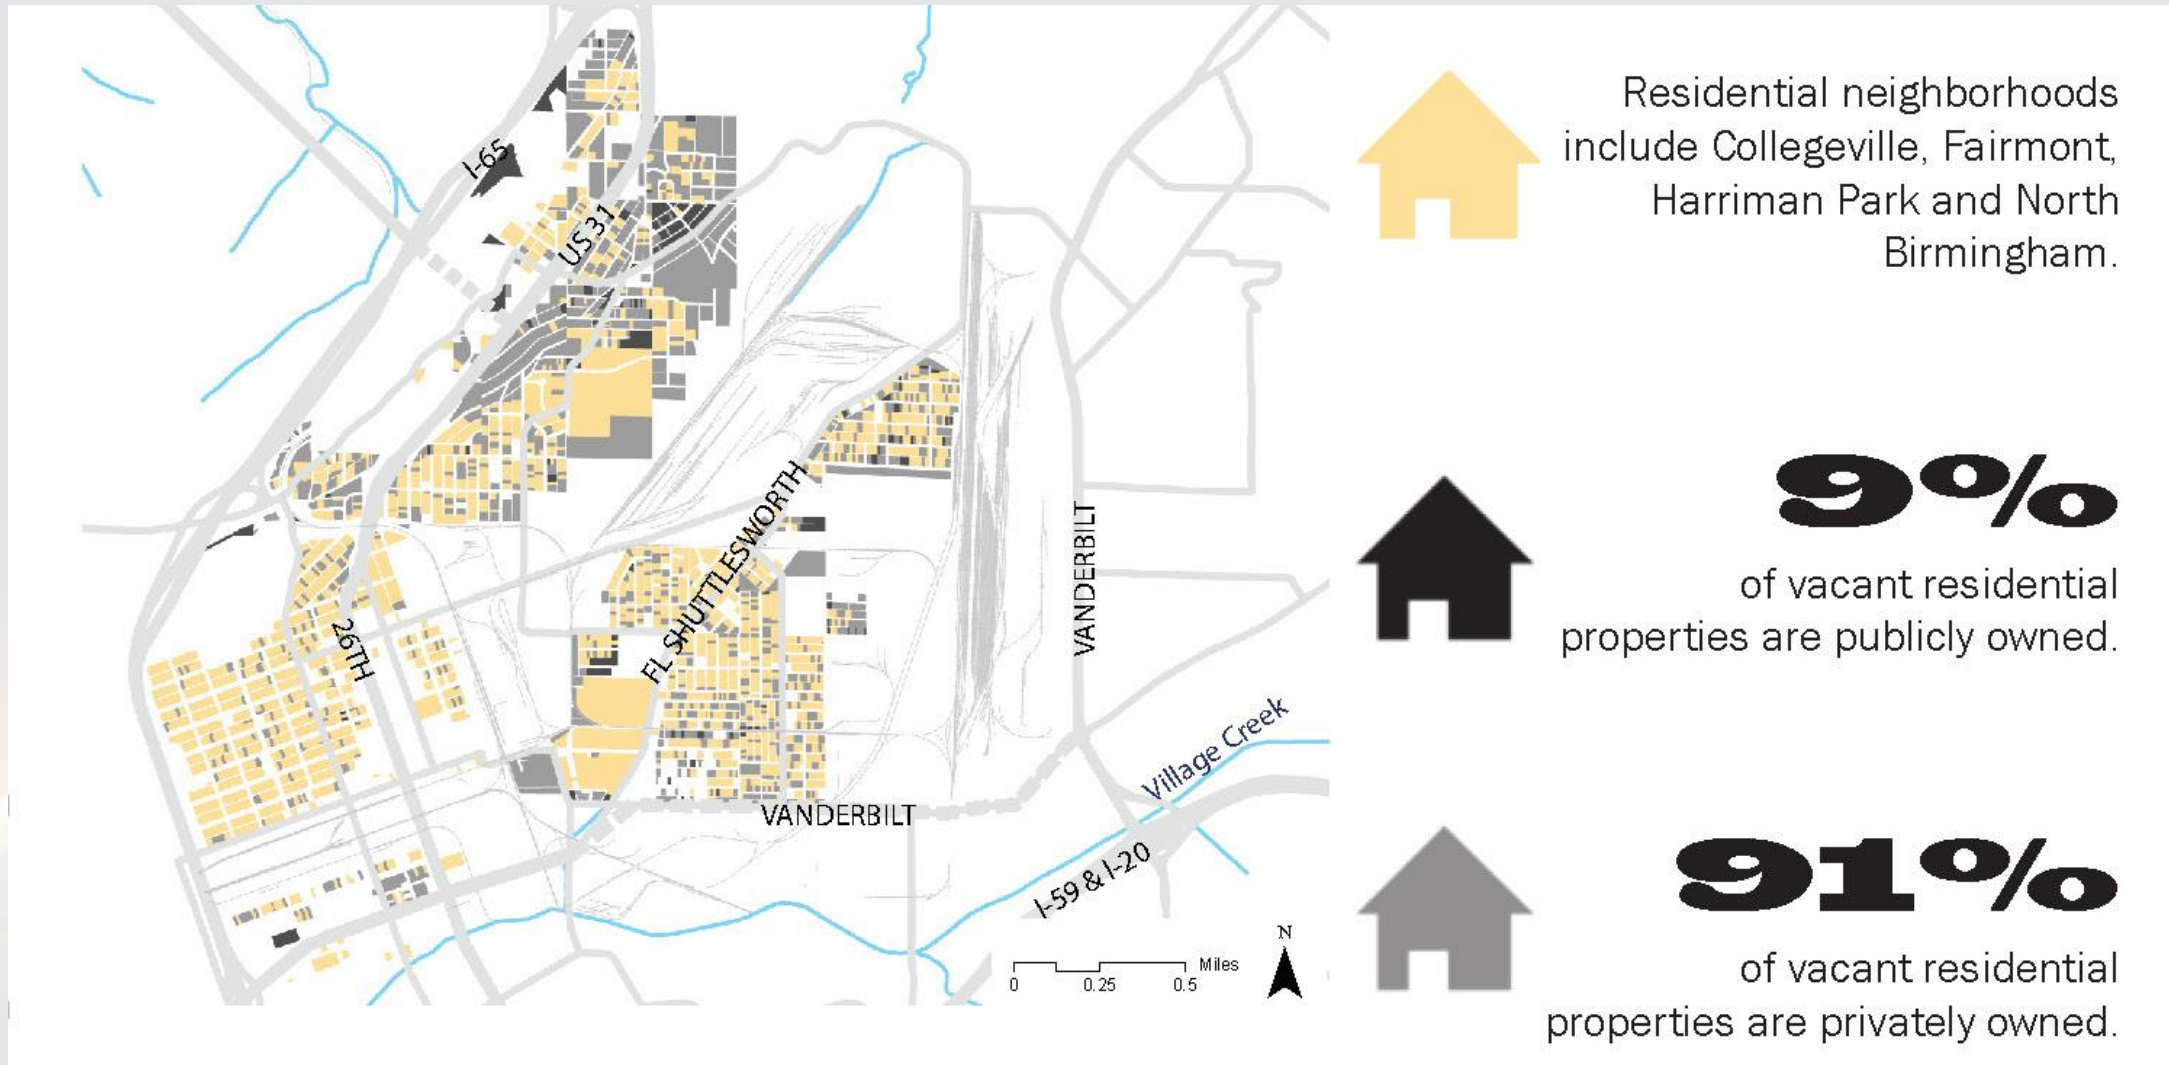 I-65
US 31
FL SHUTTLESWORTH
26TH
VANDERBILT
VANDERBILT
Village Creek
I-59 & I-20
N
Miles
0 0.25 0.5
Residential neighborhoods
include Collegeville, Fairmont,
Harriman Park and North
Birmingham.
9%
of vacant residential
properties are publicly owned.
91%
of vacant residential
properties are privately owned.